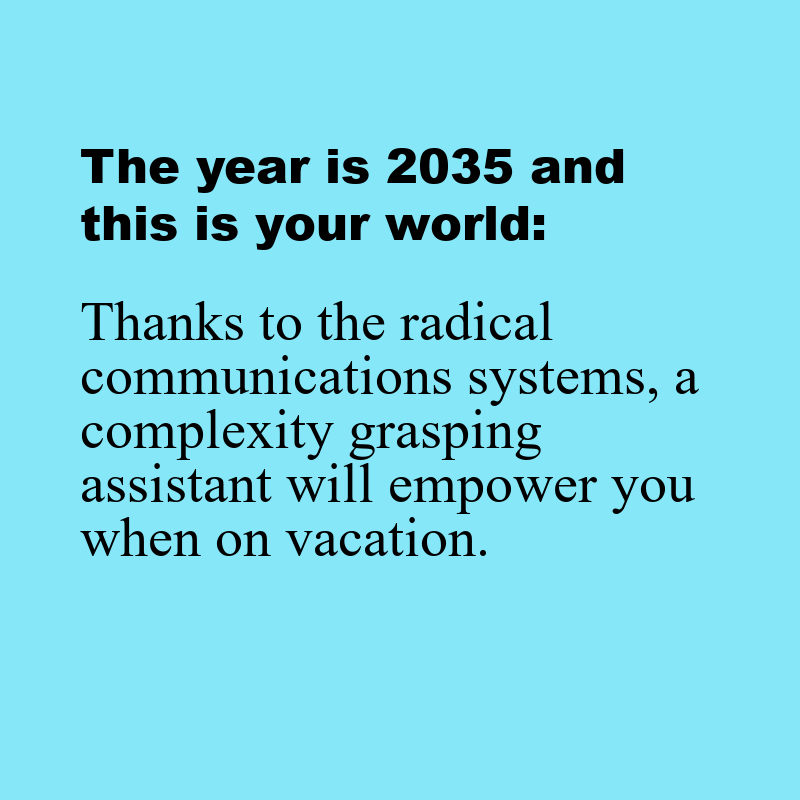 The year is 2035 and
this is your world:
Thanks to the radical
communications systems, a
complexity grasping
assistant will empower you
when on vacation.